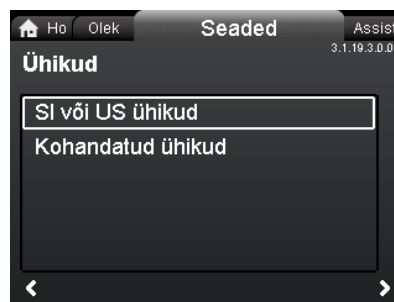 Ho Olek Seaded Assist
3.1.19.3.0.0
Ühikud
SI või US ühikud
Kohandatud ühikud